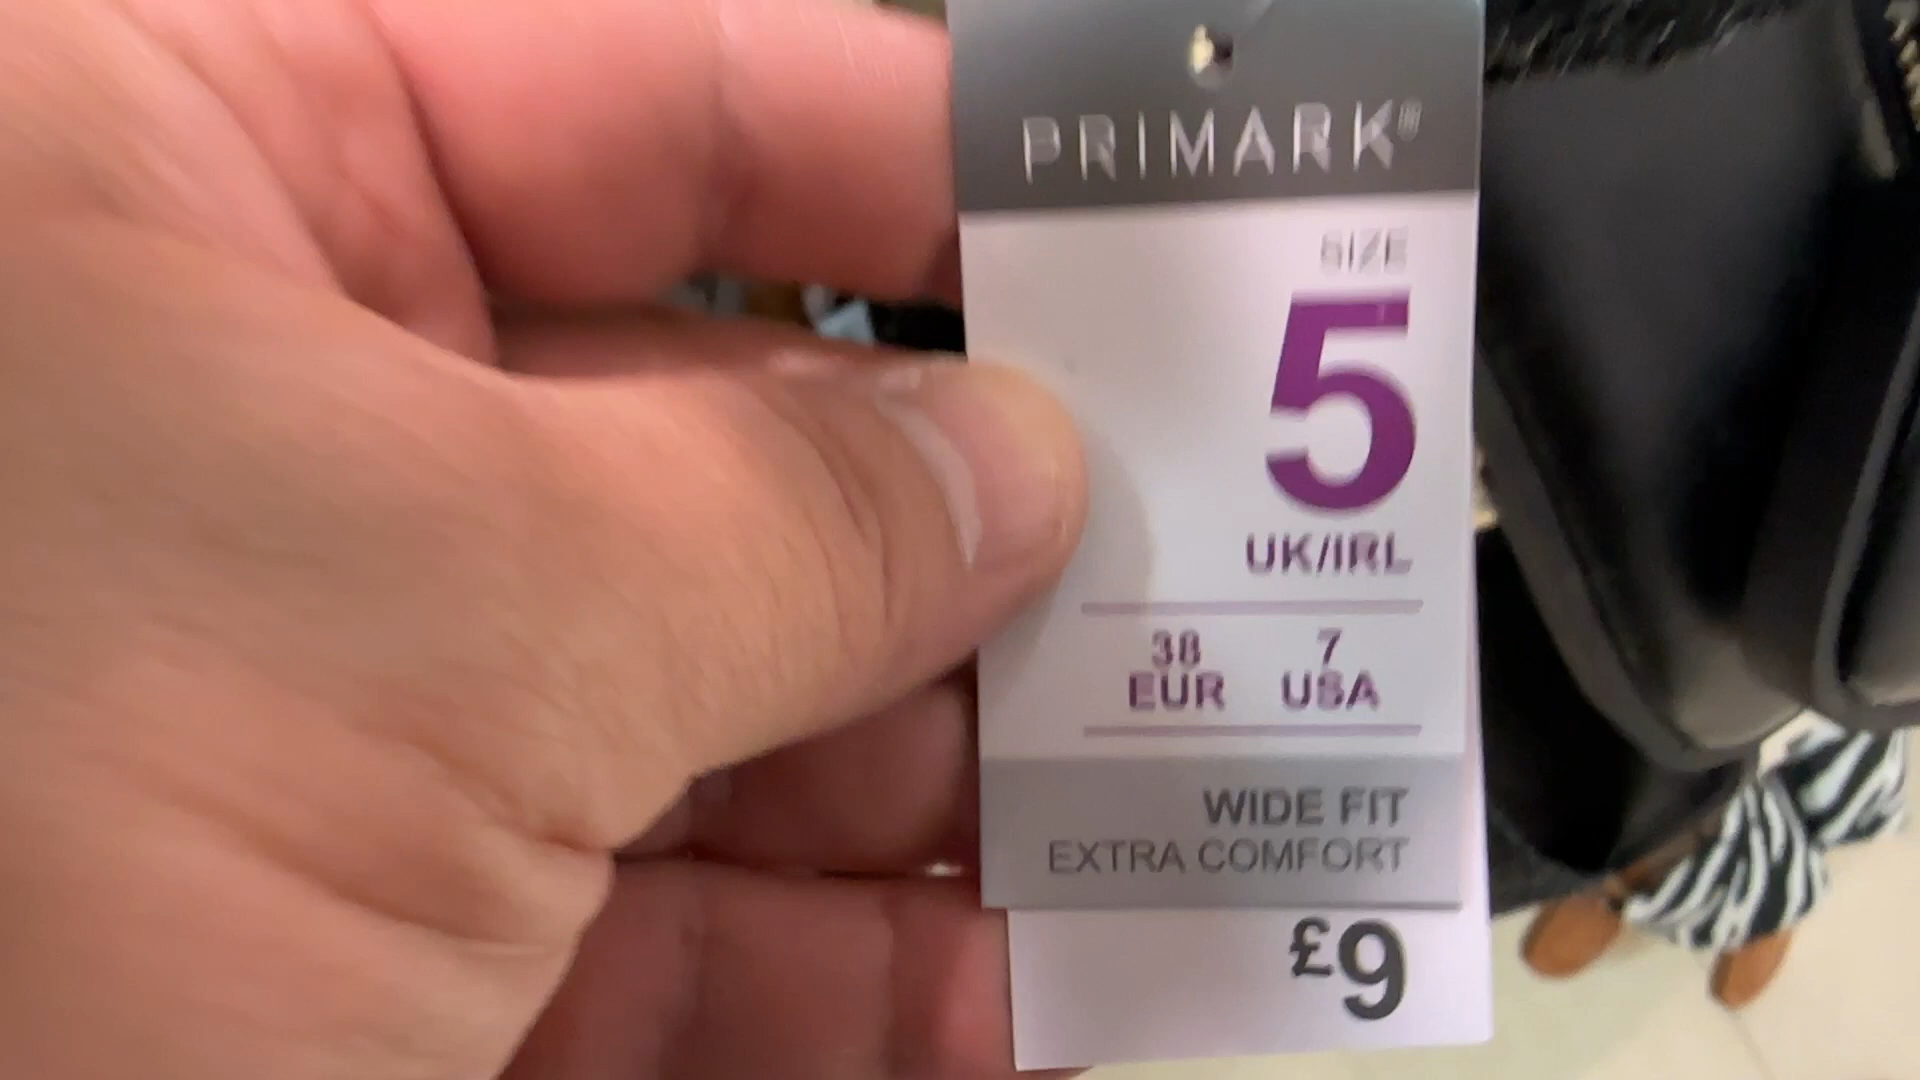 PRIMARK®
SIZE
5
UK/IRL
38 7
EUR USA
WIDE FIT
EXTRA COMFORT
£9